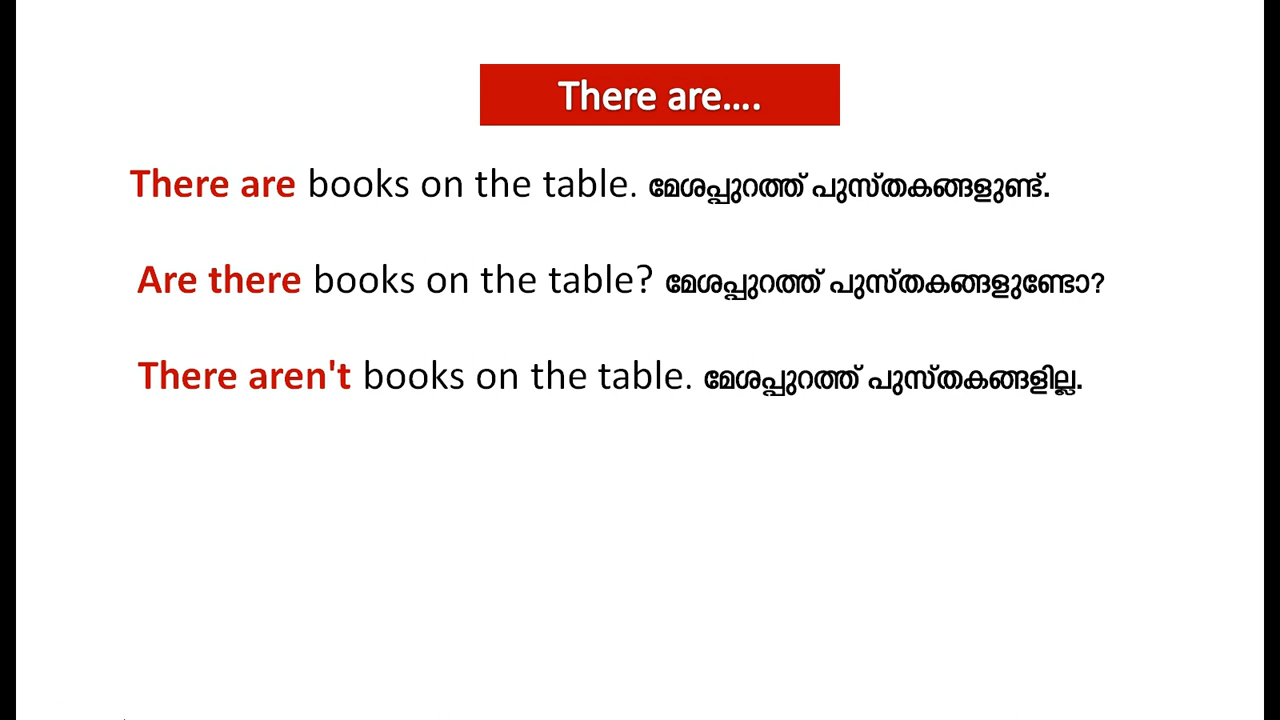 There are....
There are books on the table. മേശപ്പുറത്ത് പുസ്തകങ്ങളുണ്ട്.
Are there books on the table? മേശപ്പുറത്ത് പുസ്തകങ്ങളുണ്ടോ?
There aren't books on the table. മേശപ്പുറത്ത് പുസ്തകങ്ങളില്ല.